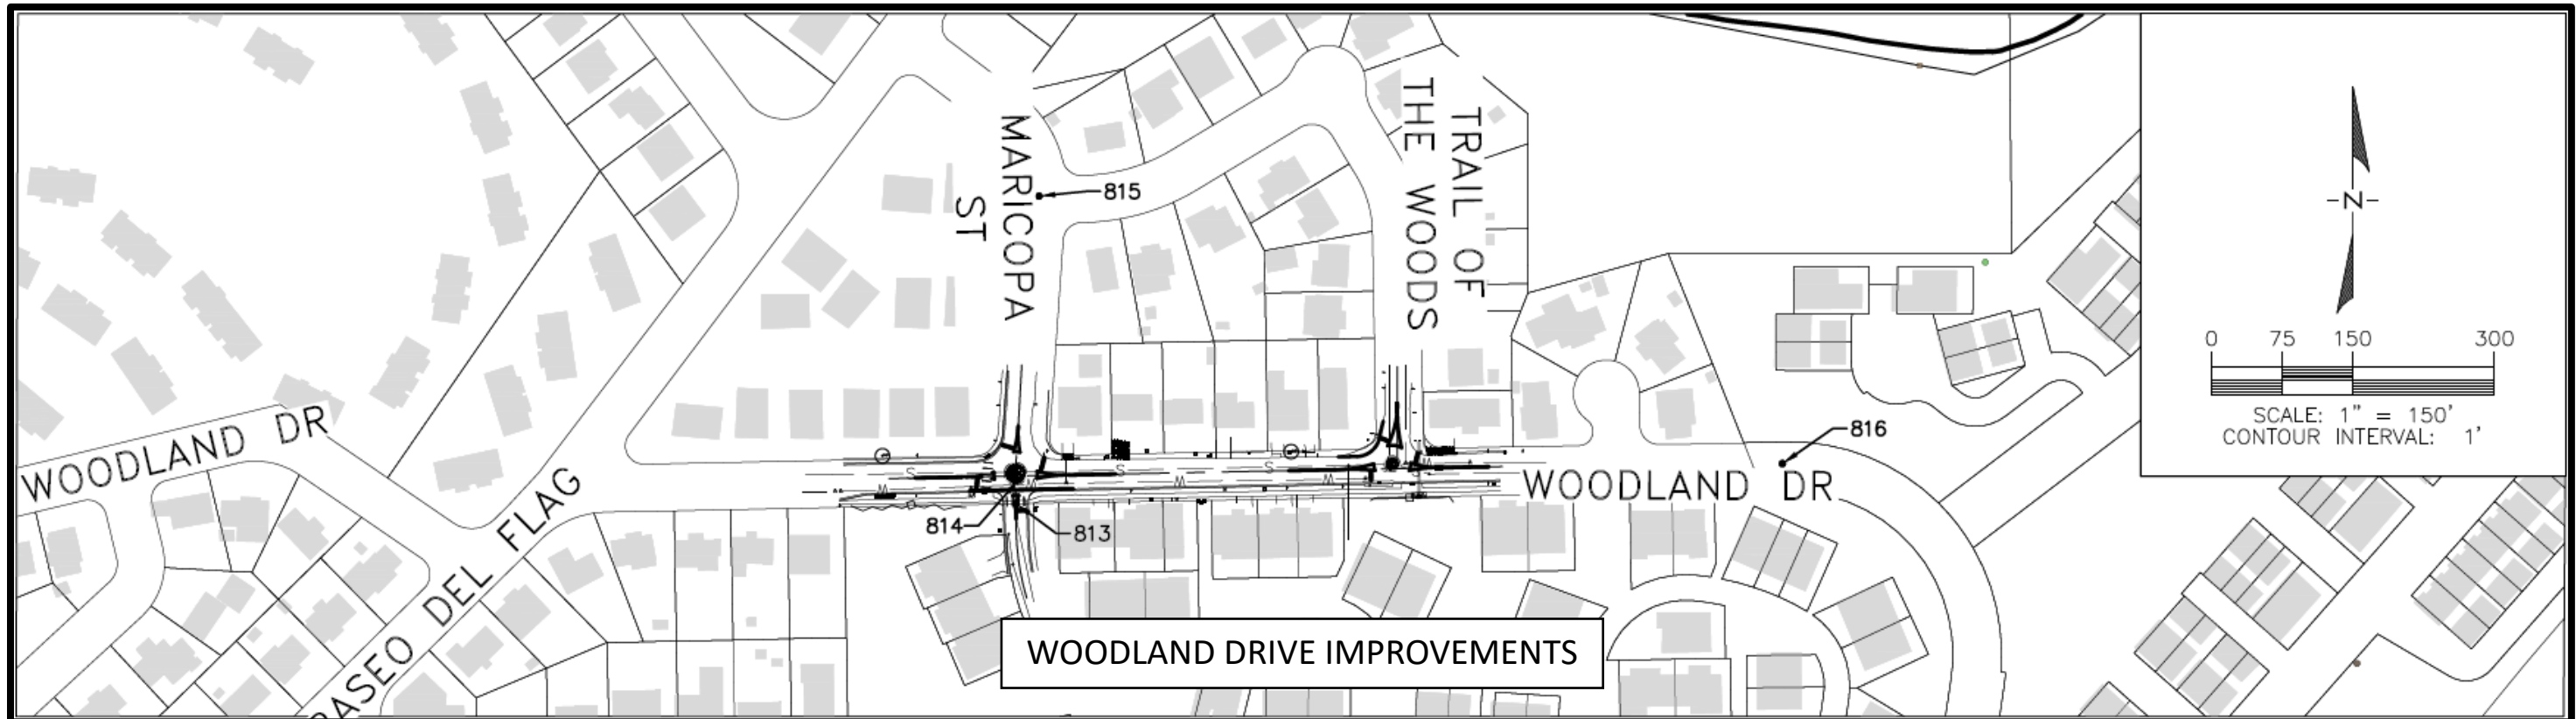 MARICOPA
ST
TRAIL OF
THE WOODS
815
-N-
0 75 150 300
SCALE: 1" = 150'
CONTOUR INTERVAL: 1'
WOODLAND DR
PASEO DEL FLAG
S
S
S
S
W
W
W
W
W
814
813
816
WOODLAND DR
WOODLAND DRIVE IMPROVEMENTS